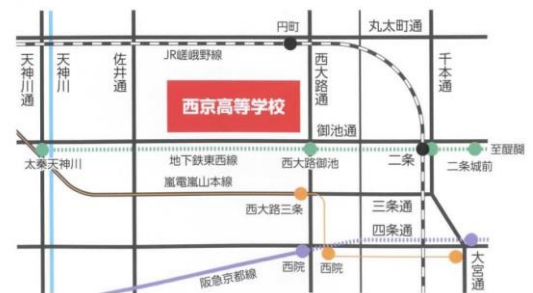 円町
丸太町通
JR嵯峨野線
天神川通
天神川
佐井通
西大路通
千本通
西京高等学校
御池通
太秦天神川
地下鉄東西線
西大路御池
二条
二条城前
至醍醐
嵐電嵐山本線
西大路三条
三条通
四条通
西院
西院
大宮通
阪急京都線